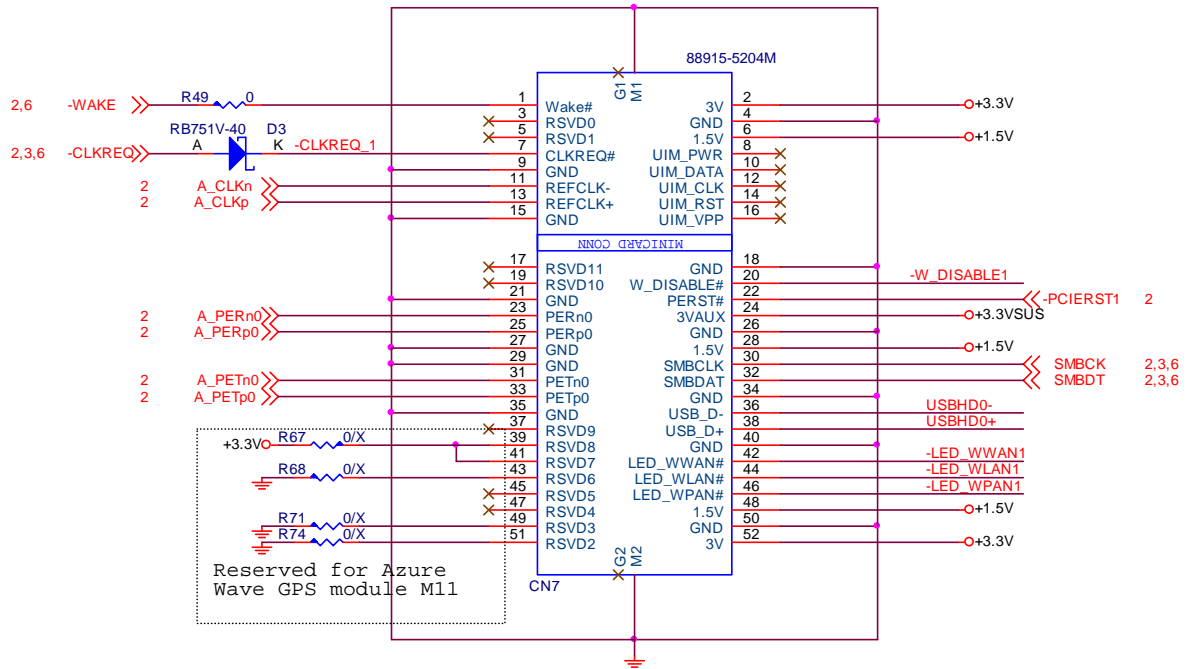 88915-5204M
G1
M1
2,6 -WAKE R49 0 1 Wake# 3V 2 +3.3V
3 RSVD0 GND 4
RB751V-40 D3 5 RSVD1 1.5V 6 +1.5V
2,3,6 -CLKREQ A K -CLKREQ_1 7 CLKREQ# UIM_PWR 8
9 GND UIM_DATA 10
2 A_CLKn 11 REFCLK- UIM_CLK 12
2 A_CLKp 13 REFCLK+ UIM_RST 14
15 GND UIM_VPP 16
MINICARD CONN
17 RSVD11 GND 18
19 RSVD10 W_DISABLE# 20 -W_DISABLE1
21 GND PERST# 22 -PCIERST1 2
2 A_PERn0 23 PERn0 3VAUX 24 +3.3VSUS
2 A_PERp0 25 PERp0 GND 26
27 GND 1.5V 28 +1.5V
29 GND SMBCLK 30 SMBCK 2,3,6
2 A_PETn0 31 PETn0 SMBDAT 32 SMBDT 2,3,6
2 A_PETp0 33 PETp0 GND 34
35 GND USB_D- 36 USBHD0-
37 RSVD9 USB_D+ 38 USBHD0+
+3.3V R67 0/X 39 RSVD8 GND 40
41 RSVD7 LED_WWAN# 42 -LED_WWAN1
R68 0/X 43 RSVD6 LED_WLAN# 44 -LED_WLAN1
45 RSVD5 LED_WPAN# 46 -LED_WPAN1
47 RSVD4 1.5V 48 +1.5V
R71 0/X 49 RSVD3 GND 50
R74 0/X 51 RSVD2 3V 52 +3.3V
G2
M2
Reserved for Azure
Wave GPS module M11
CN7